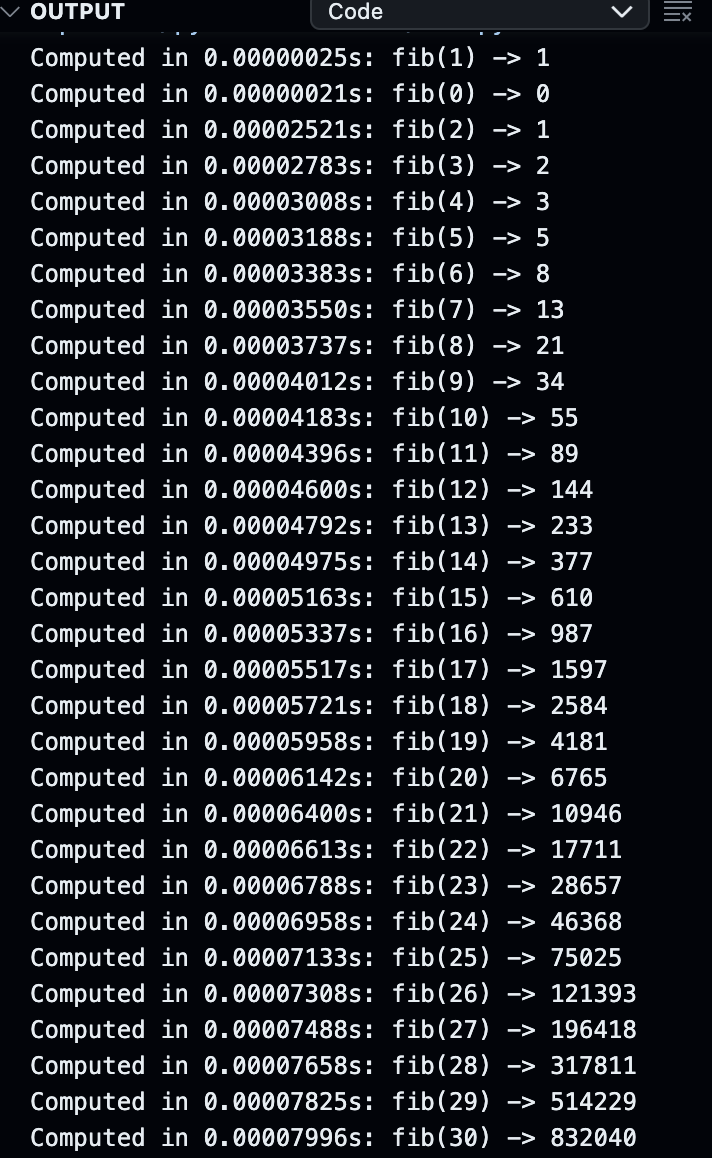 OUTPUT
Code
Computed in 0.00000025s: fib(1) -> 1
Computed in 0.00000021s: fib(0) -> 0
Computed in 0.00002521s: fib(2) -> 1
Computed in 0.00002783s: fib(3) -> 2
Computed in 0.00003008s: fib(4) -> 3
Computed in 0.00003188s: fib(5) -> 5
Computed in 0.00003383s: fib(6) -> 8
Computed in 0.00003550s: fib(7) -> 13
Computed in 0.00003737s: fib(8) -> 21
Computed in 0.00004012s: fib(9) -> 34
Computed in 0.00004183s: fib(10) -> 55
Computed in 0.00004396s: fib(11) -> 89
Computed in 0.00004600s: fib(12) -> 144
Computed in 0.00004792s: fib(13) -> 233
Computed in 0.00004975s: fib(14) -> 377
Computed in 0.00005163s: fib(15) -> 610
Computed in 0.00005337s: fib(16) -> 987
Computed in 0.00005517s: fib(17) -> 1597
Computed in 0.00005721s: fib(18) -> 2584
Computed in 0.00005958s: fib(19) -> 4181
Computed in 0.00006142s: fib(20) -> 6765
Computed in 0.00006400s: fib(21) -> 10946
Computed in 0.00006613s: fib(22) -> 17711
Computed in 0.00006788s: fib(23) -> 28657
Computed in 0.00006958s: fib(24) -> 46368
Computed in 0.00007133s: fib(25) -> 75025
Computed in 0.00007308s: fib(26) -> 121393
Computed in 0.00007488s: fib(27) -> 196418
Computed in 0.00007658s: fib(28) -> 317811
Computed in 0.00007825s: fib(29) -> 514229
Computed in 0.00007996s: fib(30) -> 832040